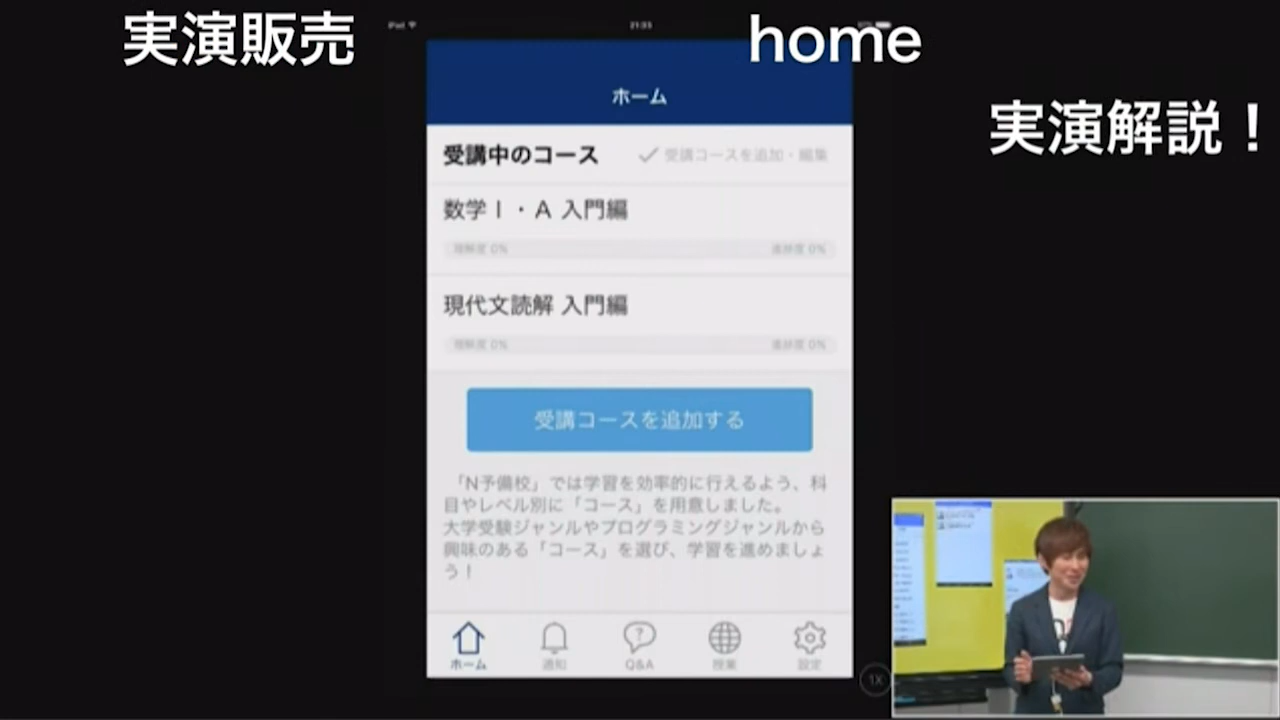 実演販売
home
実演解説！
iPad
21:33
ホーム
受講中のコース
受講コースを追加・編集
数学Ⅰ・A 入門編
理解度 0%
進捗度 0%
現代文読解 入門編
理解度 0%
進捗度 0%
受講コースを追加する
「N予備校」では学習を効率的に行えるよう、科
目やレベル別に「コース」を用意しました。
大学受験ジャンルやプログラミングジャンルから
興味のある「コース」を選び、学習を進めましょ
う！
ホーム
通知
Q&A
授業
設定
1X